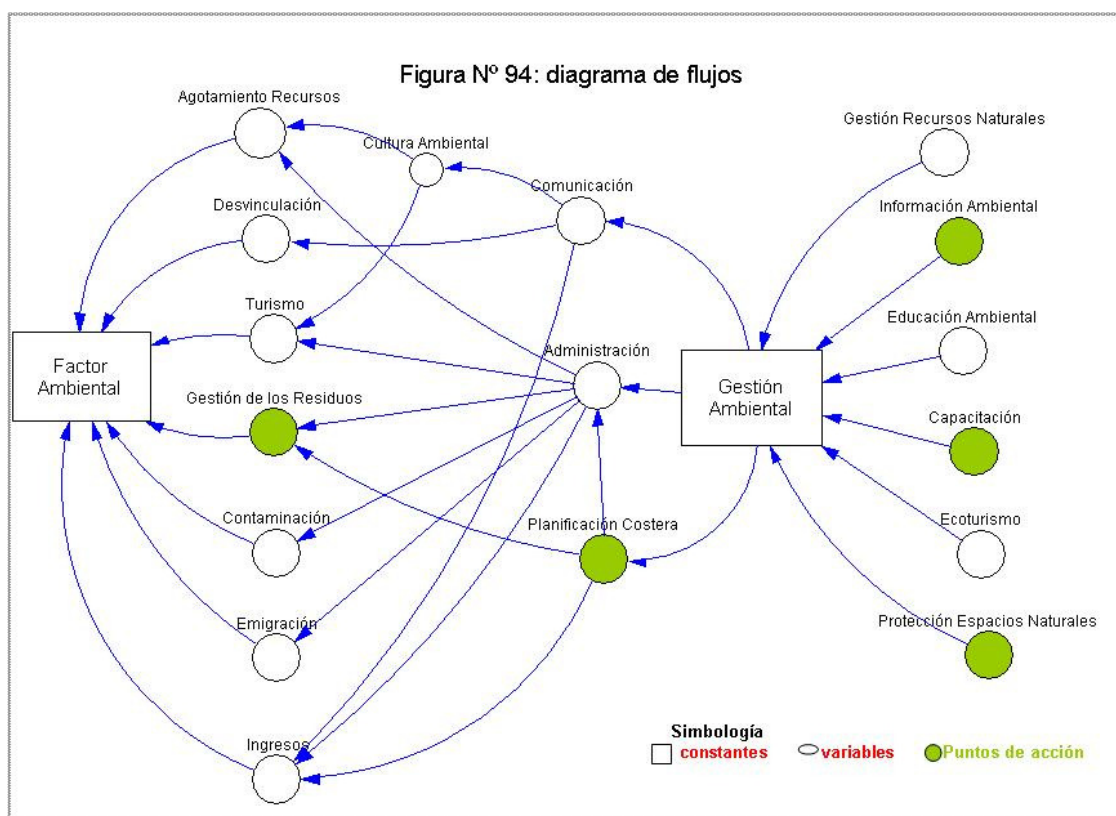 Figura Nº 94: diagrama de flujos
Agotamiento Recursos
Cultura Ambiental
Comunicación
Gestión Recursos Naturales
Desvinculación
Información Ambiental
Turismo
Administración
Educación Ambiental
Factor
Ambiental
Gestión
Ambiental
Gestión de los Residuos
Capacitación
Contaminación
Planificación Costera
Ecoturismo
Emigración
Protección Espacios Naturales
Ingresos
Simbología
constantes
variables
Puntos de acción